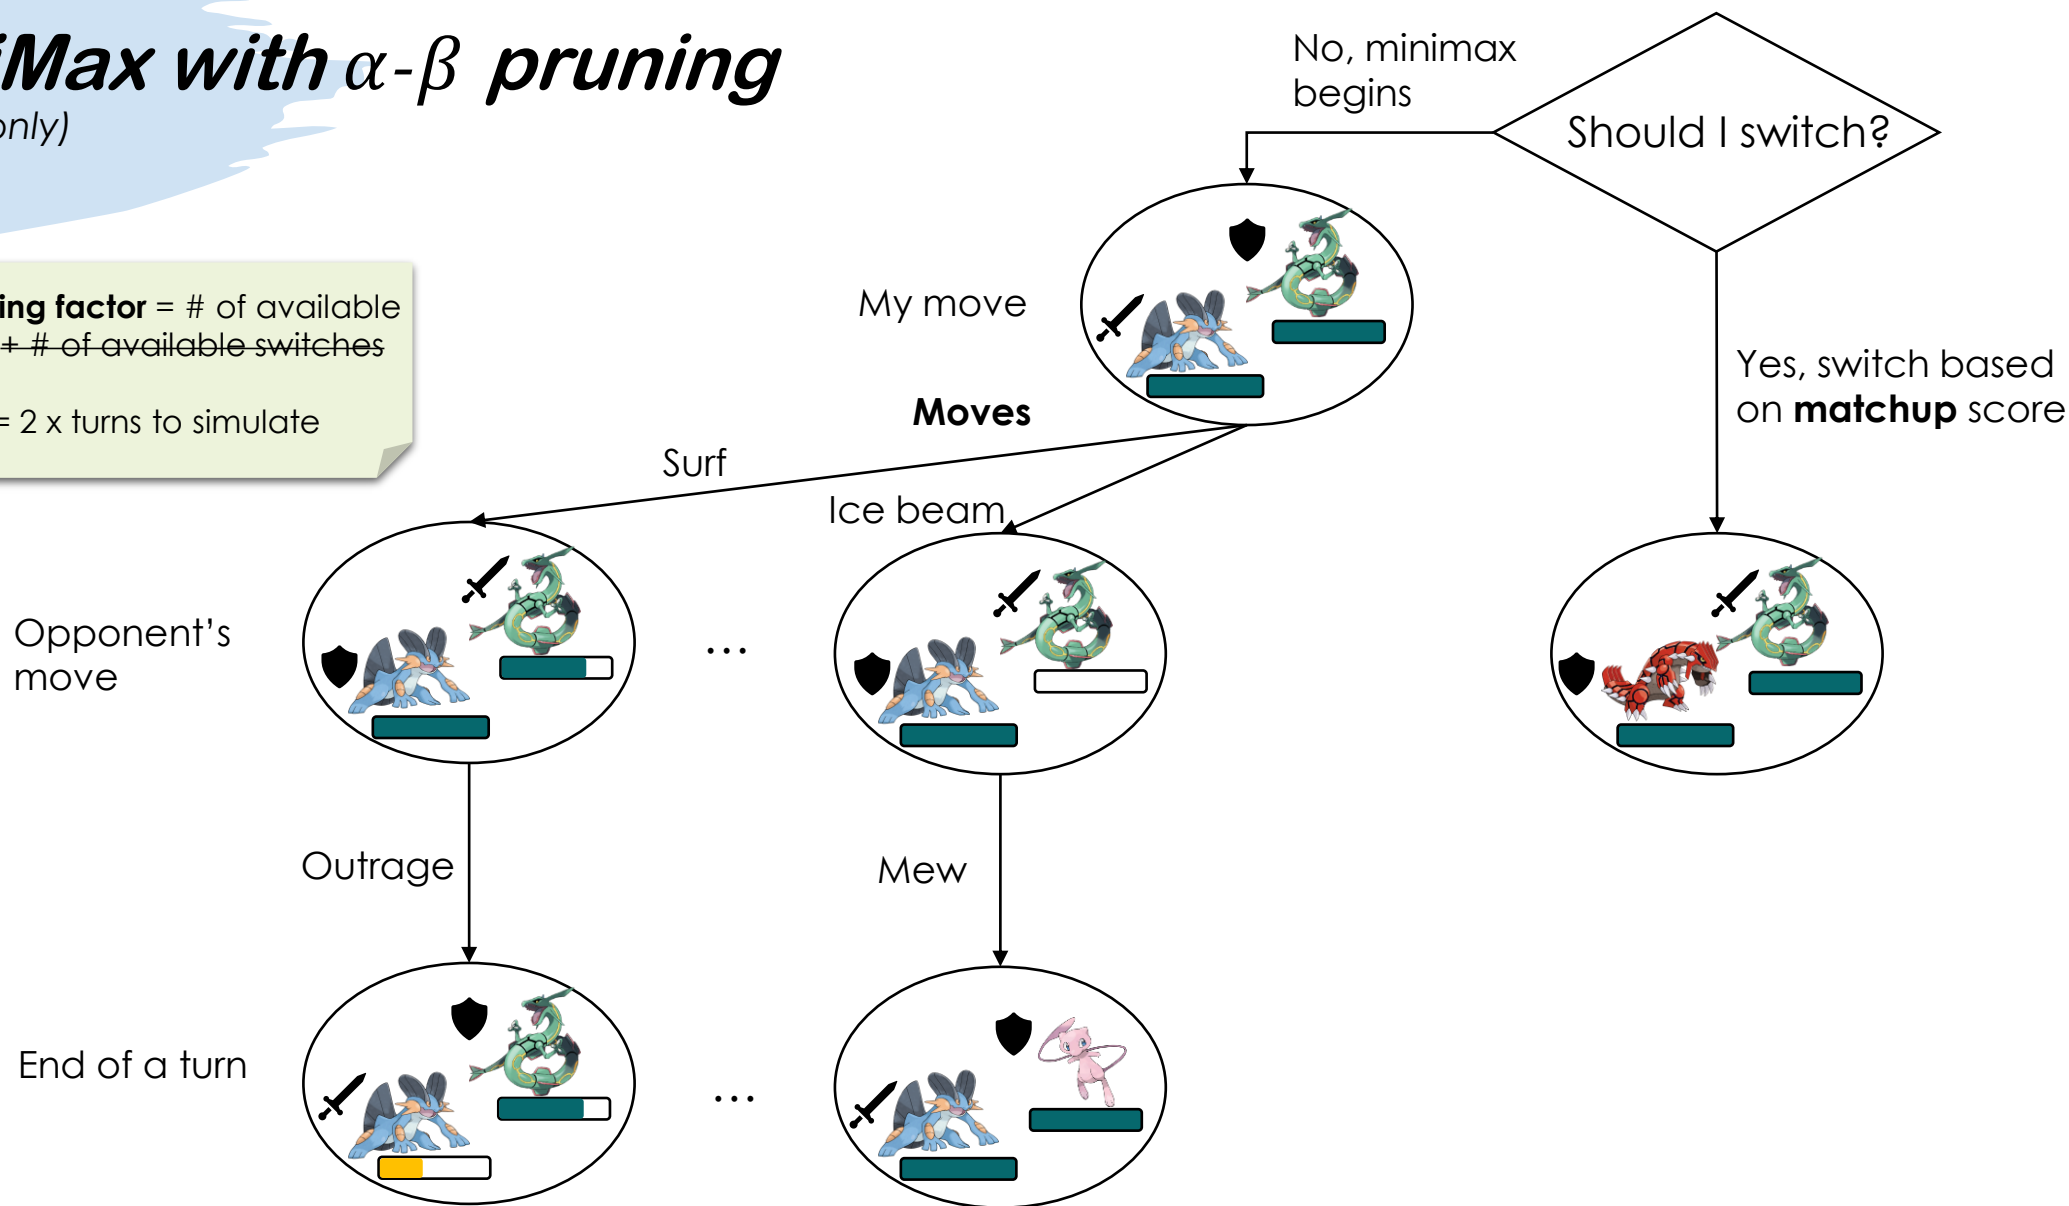 iMax with α-β pruning
only)
ing factor = # of available
+ # of available switches
= 2 x turns to simulate
No, minimax
begins
Should I switch?
My move
Yes, switch based
on matchup score
Moves
Surf
Ice beam
Opponent's
move
...
Outrage
Mew
End of a turn
...